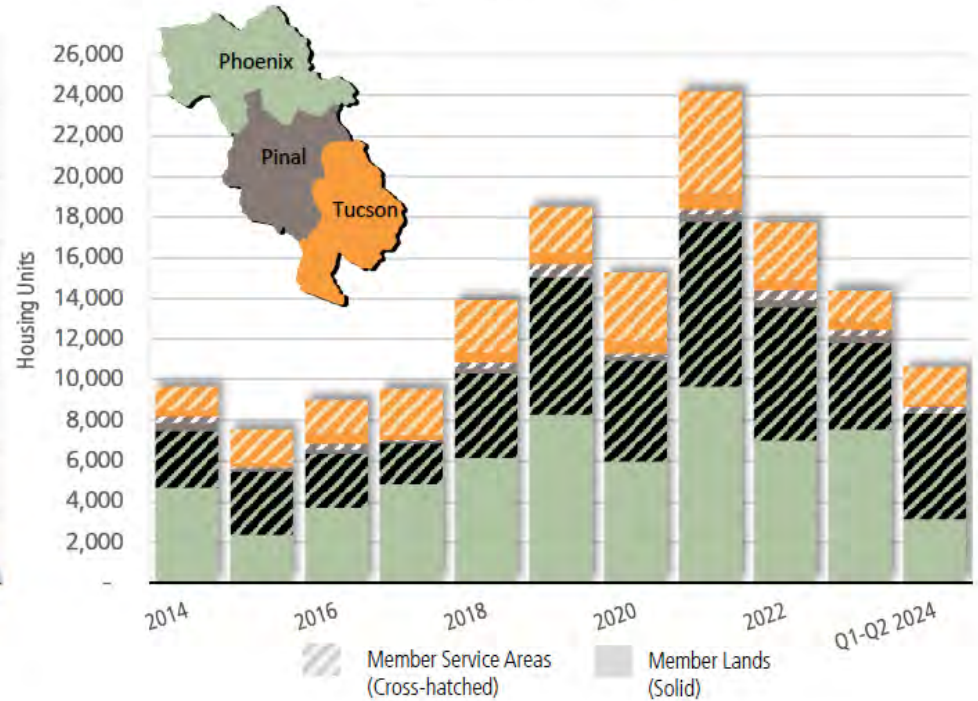 26,000
24,000
22,000
20,000
18,000
16,000
14,000
12,000
10,000
8,000
6,000
4,000
2,000
-
Housing Units
Phoenix
Pinal
Tucson
2014
2016
2018
2020
2022
Q1-Q2 2024
Member Service Areas
(Cross-hatched)
Member Lands
(Solid)